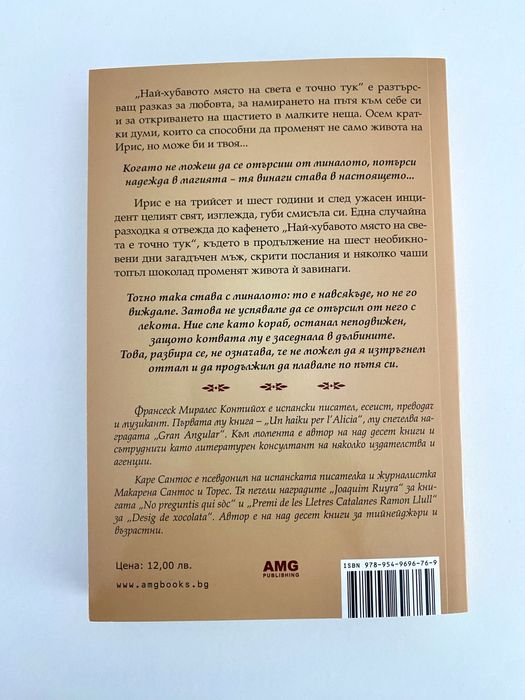 „Най-хубавото място на света е точно тук“ е разтърс-
ващ разказ за любовта, за намирането на пътя към себе си
и за откриването на щастието в малките неща. Осем крат-
ки думи, които са способни да променят не само живота на
Ирис, но може би и твоя...
Когато не можеш да се отърсиш от миналото, потърси
надежда в магията – тя винаги става в настоящето...
Ирис е на трийсет и шест години и след ужасен инци-
дент целият свят, изглежда, губи смисъла си. Една случайна
разходка я отвежда до кафенето „Най-хубавото място на све-
та е точно тук“, където в продължение на шест необикно-
вени дни загадъчен мъж, скрити послания и няколко чаши
топъл шоколад променят живота ѝ завинаги.
Точно така става с миналото: то е навсякъде, но не го
виждаме. Затова не успяваме да се отърсим от него с
лекота. Ние сме като кораб, останал неподвижен,
защото котвата му е заседнала в дълбините.
Това, разбира се, не означава, че не можем да я изтръгнем
оттам и да продължим да плаваме по пътя си.
Франсеск Миралес Контийох е испански писател, есеист, преводач
и музикант. Първата му книга – „Un haiku per l'Alicia“, му спечелва на-
градата „Gran Angular“. Към момента е автор на над десет книги и
сътрудничи като литературен консултант на няколко издателства и
агенции.
Каре Сантос е псевдоним на испанската писателка и журналистка
Макарена Сантос и Торес. Тя печели наградите „Joaquim Ruyra“ за кни-
гата „No preguntis qui sòc“ и „Premi de les Lletres Catalanes Ramon Llull“
за „Desig de xocolata“. Автор е на над десет книги за тийнейджъри и
възрастни.
Цена: 12,00 лв.
www.amgbooks.bg
AMG
PUBLISHING
ISBN 978-954-9696-76-9